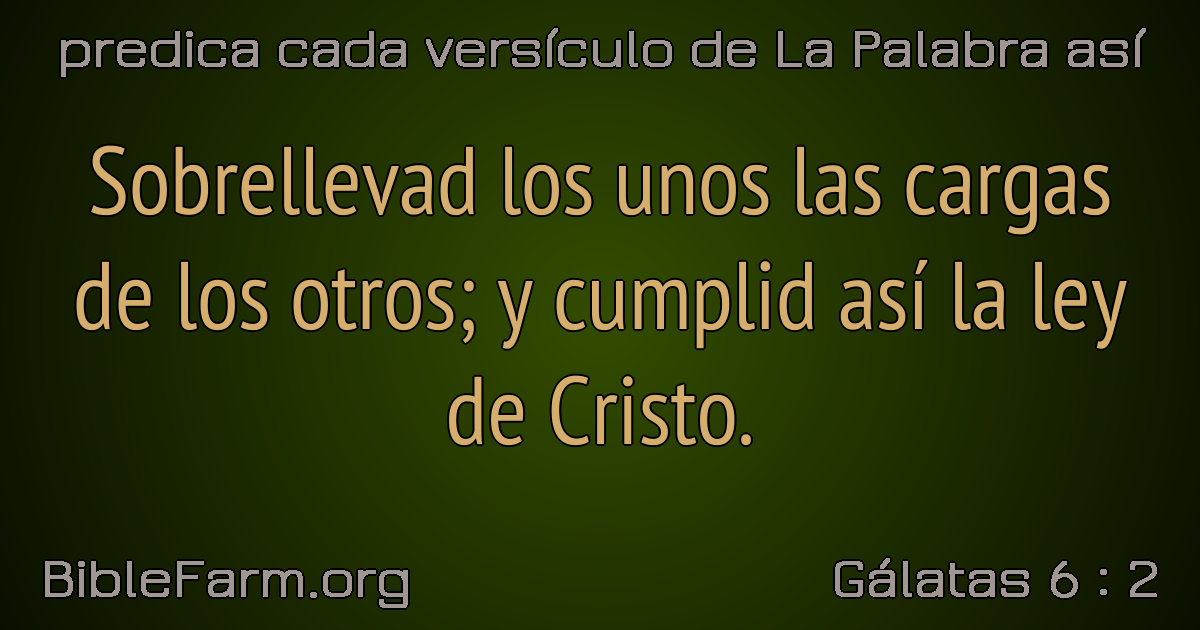 predica cada versículo de La Palabra así
Sobrellevad los unos las cargas
de los otros; y cumplid así la ley
de Cristo.
BibleFarm.org
Gálatas 6 : 2